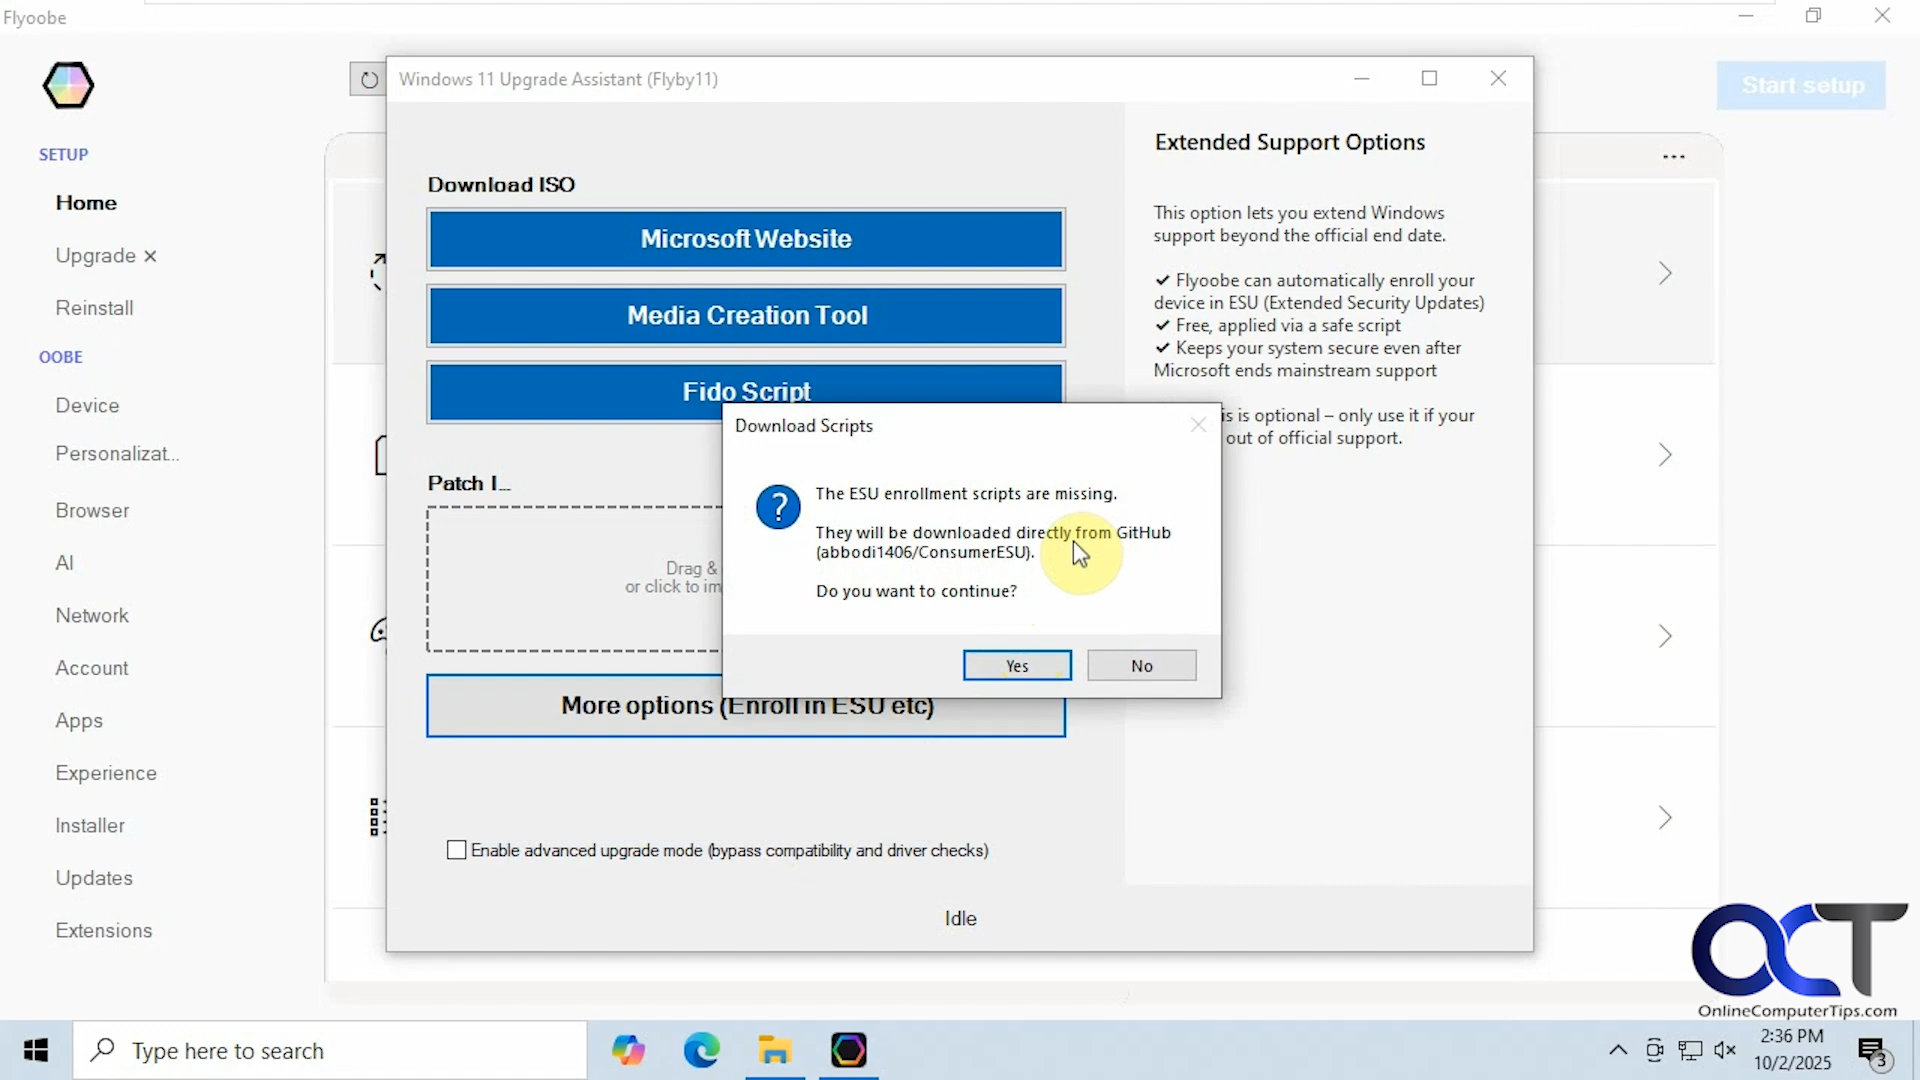 Flyoobe
Windows 11 Upgrade Assistant (Flyby11)
Start setup
SETUP
Home
Upgrade ✕
Reinstall
OOBE
Device
Personalizat...
Browser
AI
Network
Account
Apps
Experience
Installer
Updates
Extensions
Download ISO
Microsoft Website
Media Creation Tool
Fido Script
Patch I...
Drag &
or click to im
More options (Enroll in ESU etc)
Enable advanced upgrade mode (bypass compatibility and driver checks)
Idle
Extended Support Options
This option lets you extend Windows
support beyond the official end date.
✔ Flyoobe can automatically enroll your
device in ESU (Extended Security Updates)
✔ Free, applied via a safe script
✔ Keeps your system secure even after
Microsoft ends mainstream support
is is optional – only use it if your
out of official support.
Download Scripts
The ESU enrollment scripts are missing.
They will be downloaded directly from GitHub
(abbodi1406/ConsumerESU).
Do you want to continue?
Yes
No
OCT
OnlineComputerTips.com
Type here to search
2:36 PM
10/2/2025
3